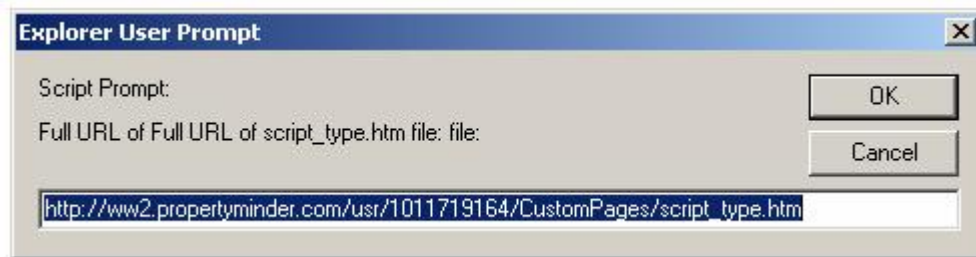 Explorer User Prompt
Script Prompt:
OK
Full URL of Full URL of script_type.htm file: file:
Cancel
http://ww2.propertyminder.com/usr/1011719164/CustomPages/script_type.htm